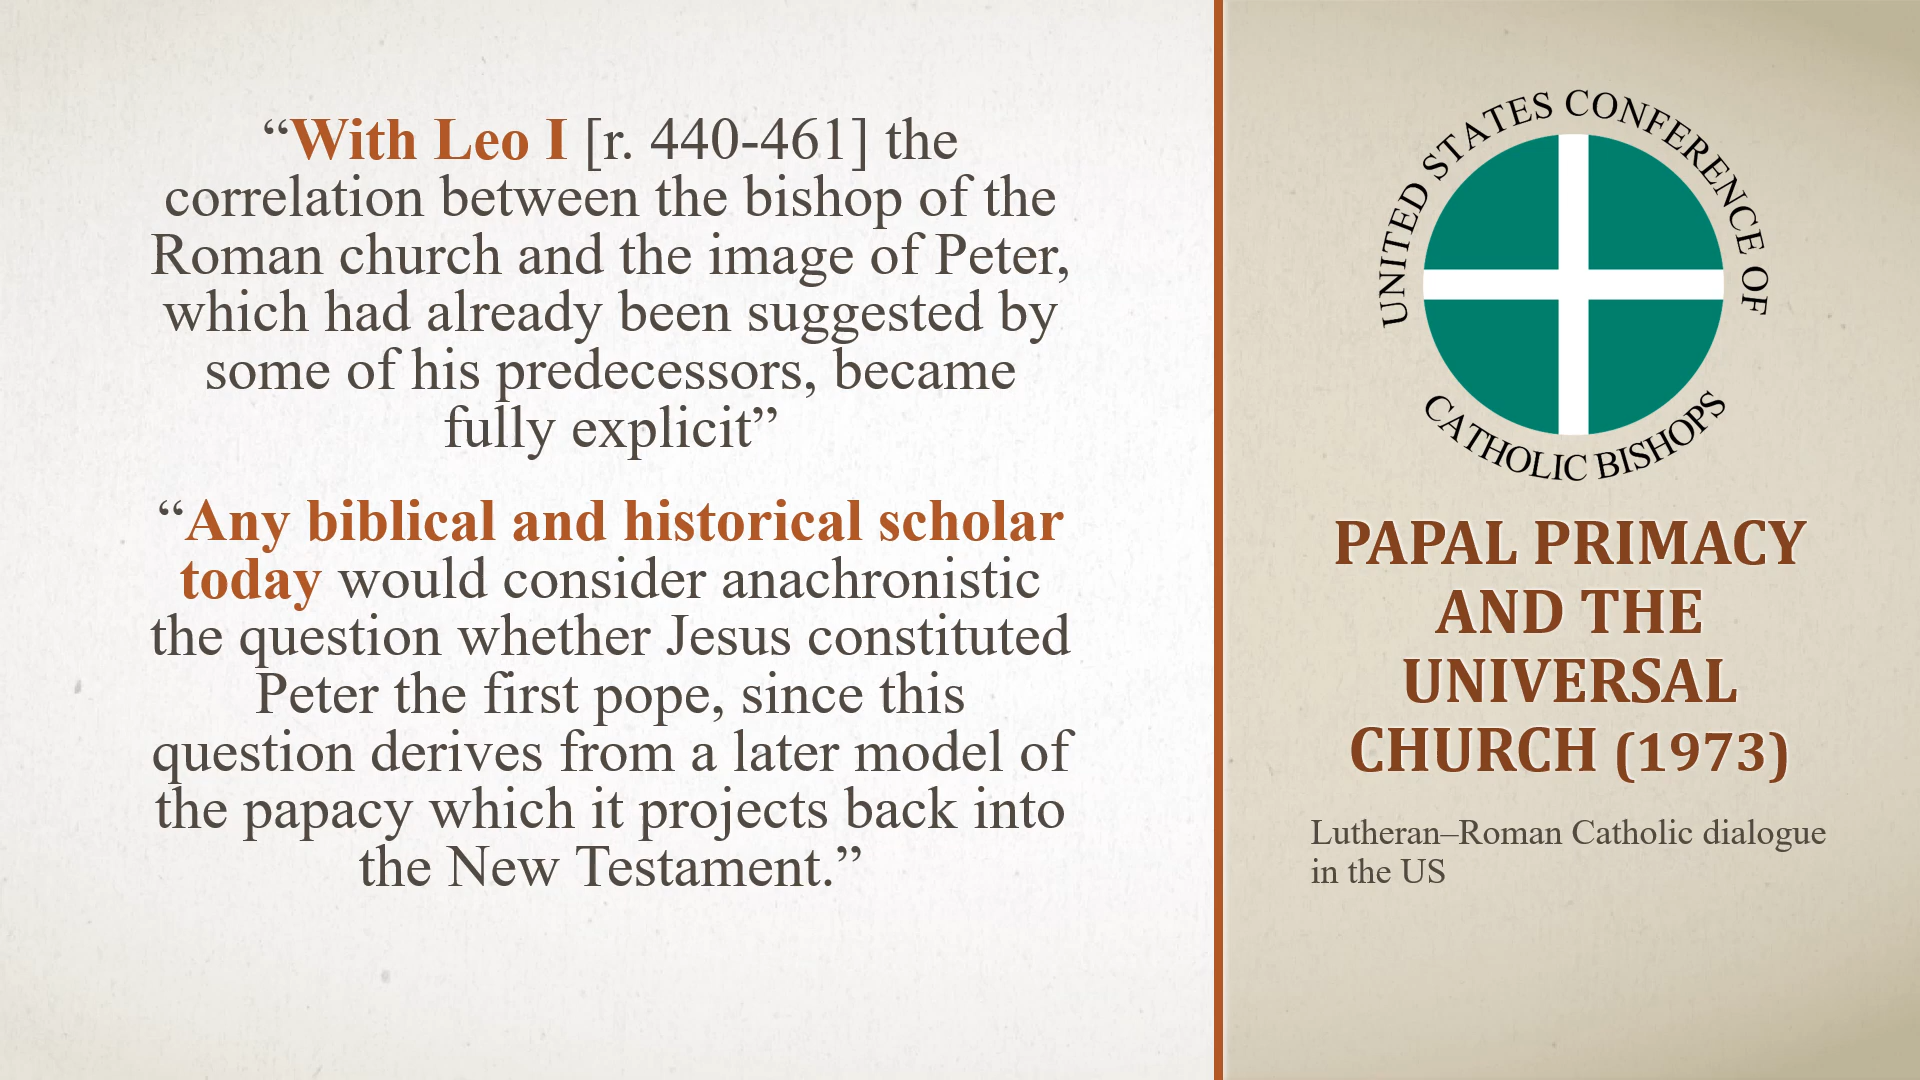 “With Leo I [r. 440-461] the
correlation between the bishop of the
Roman church and the image of Peter,
which had already been suggested by
some of his predecessors, became
fully explicit”
“Any biblical and historical scholar
today would consider anachronistic
the question whether Jesus constituted
Peter the first pope, since this
question derives from a later model of
the papacy which it projects back into
the New Testament.”
UNITED STATES CONFERENCE OF
CATHOLIC BISHOPS
PAPAL PRIMACY
AND THE
UNIVERSAL
CHURCH (1973)
Lutheran–Roman Catholic dialogue
in the US